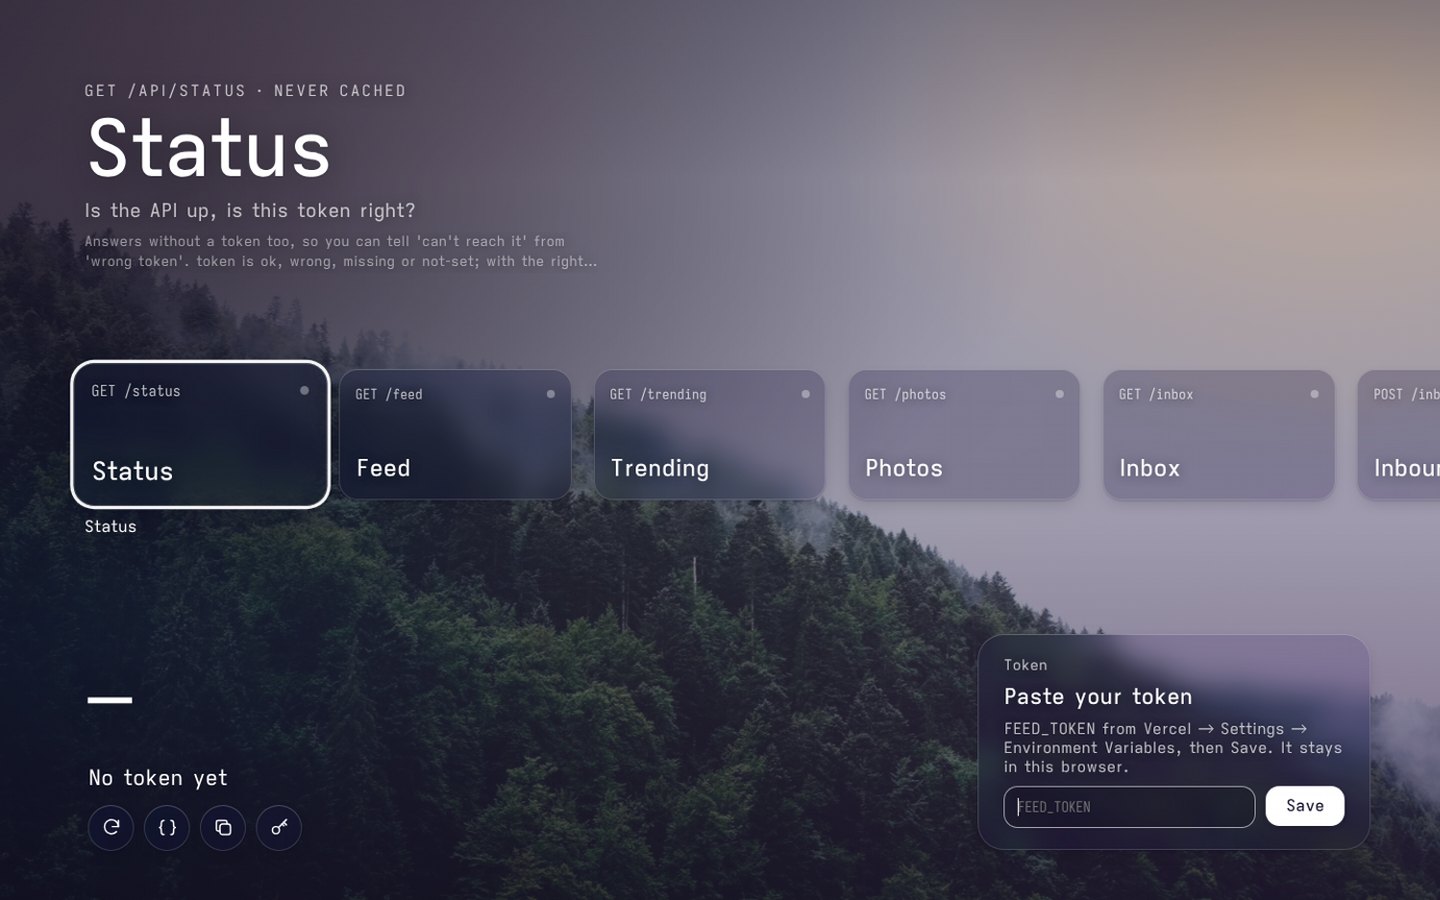 GET /API/STATUS · NEVER CACHED
Status
Is the API up, is this token right?
Answers without a token too, so you can tell 'can't reach it' from
'wrong token'. token is ok, wrong, missing or not-set; with the right...
GET /status
Status
Status
GET /feed
Feed
GET /trending
Trending
GET /photos
Photos
GET /inbox
Inbox
POST /inb
Inbour
No token yet
Token
Paste your token
FEED_TOKEN from Vercel → Settings →
Environment Variables, then Save. It stays
in this browser.
FEED_TOKEN
Save